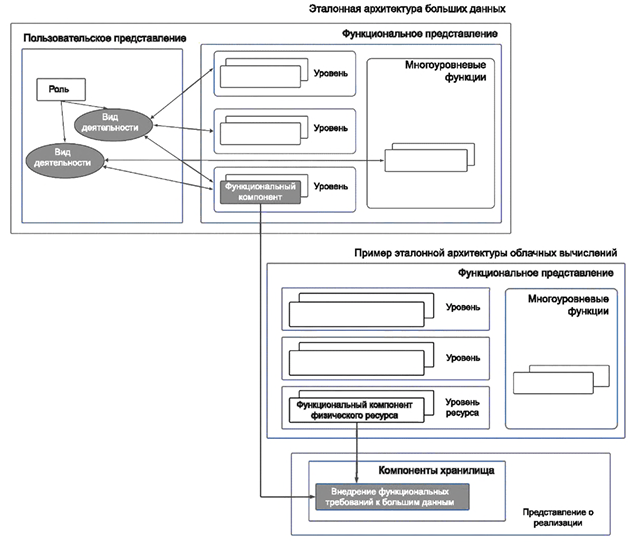 Эталонная архитектура больших данных
Пользовательское представление
Функциональное представление
Роль
Вид
деятельности
Вид
деятельности
Уровень
Уровень
Функциональный
компонент
Уровень
Многоуровневые
функции
Пример эталонной архитектуры облачных вычислений
Функциональное представление
Уровень
Уровень
Функциональный компонент
физического ресурса
Уровень
ресурса
Многоуровневые
функции
Компоненты хранилища
Внедрение функциональных
требований к большим данным
Представление о
реализации